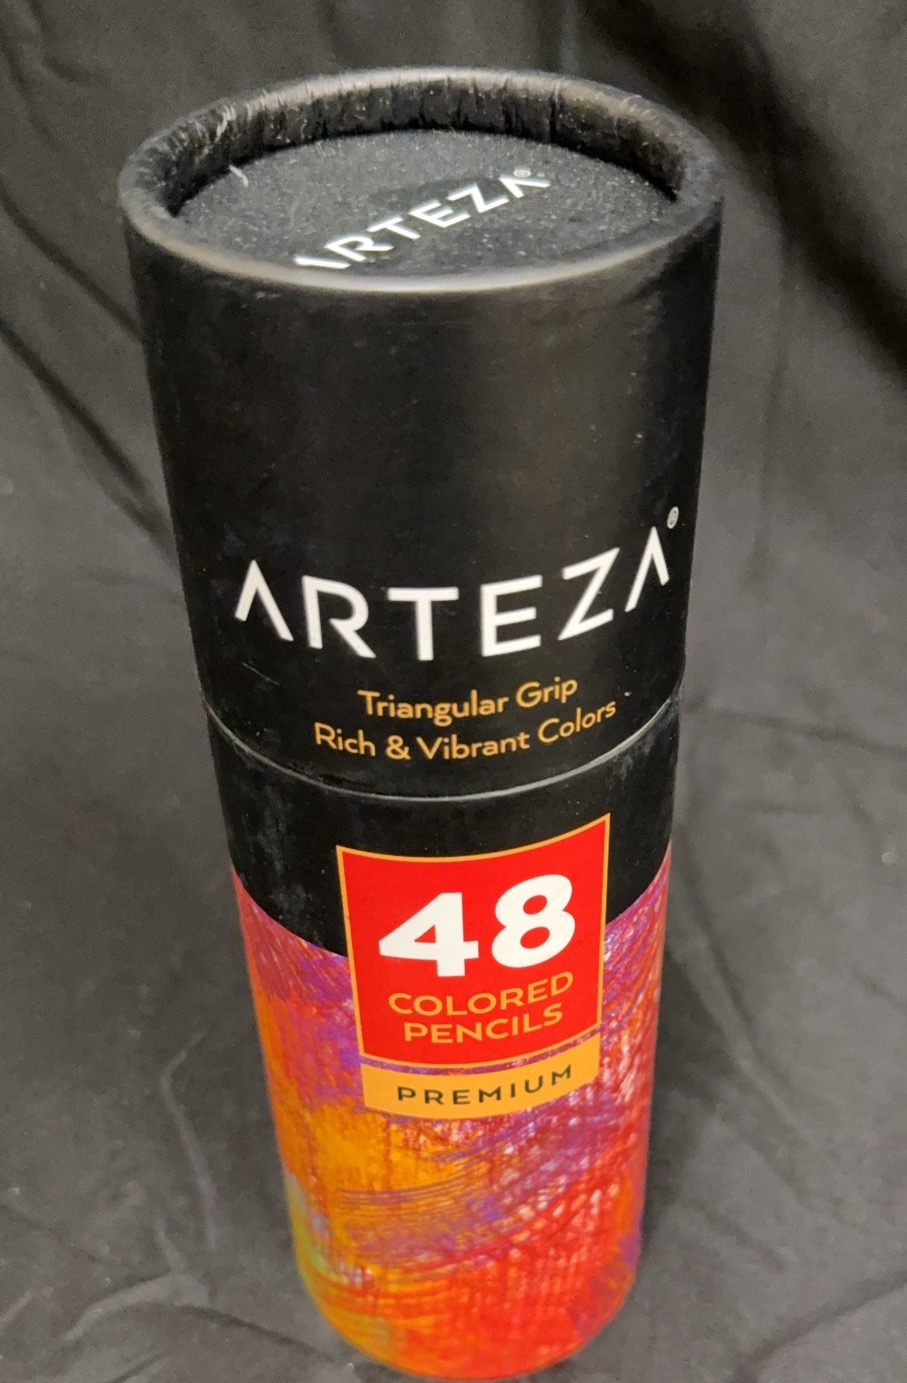 ARTEZA®
ARTEZA®
Triangular Grip
Rich & Vibrant Colors
48
COLORED
PENCILS
PREMIUM